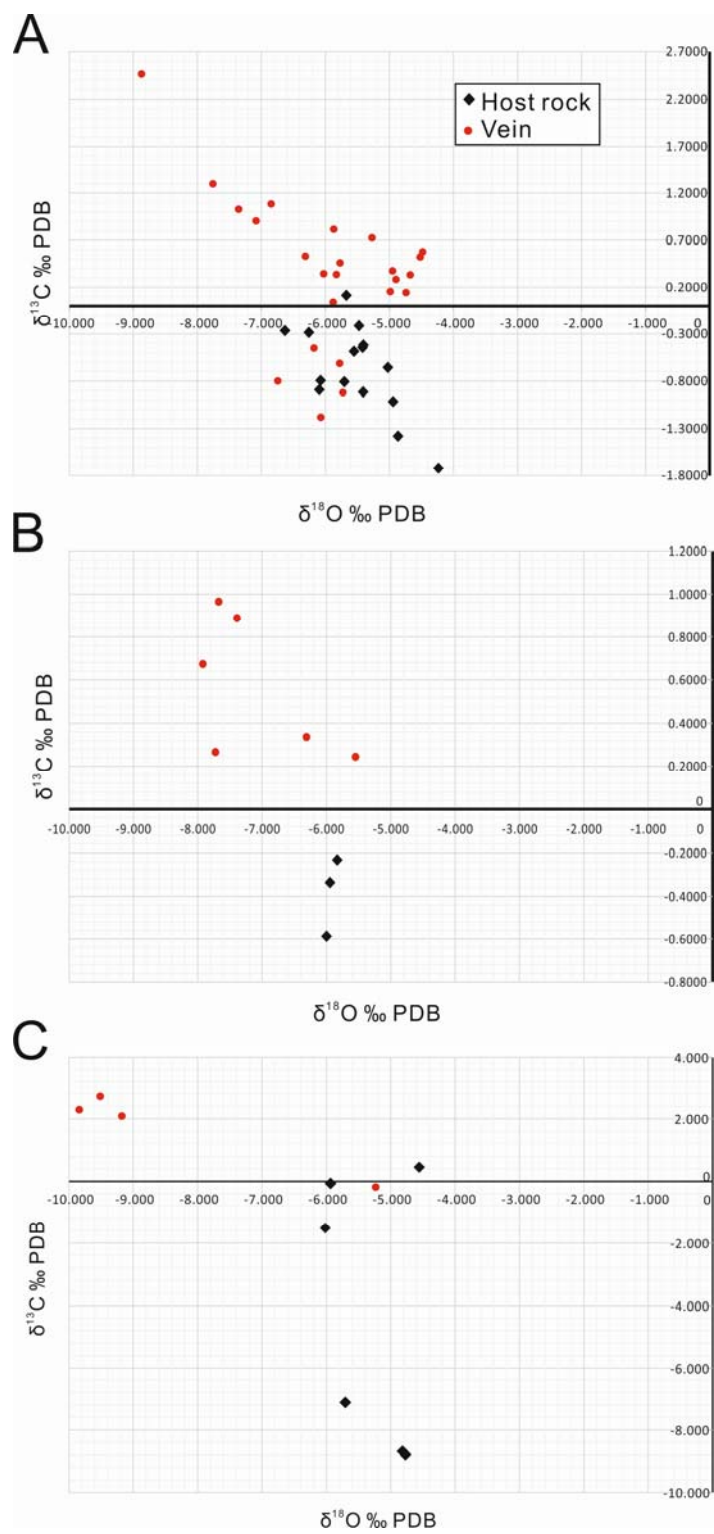 A
2.7000
2.2000
1.7000
1.2000
0.7000
0.2000
-0.3000
-0.8000
-1.3000
-1.8000
◆ Host rock
● Vein
-10.000 -9.000 -8.000 -7.000 -6.000 -5.000 -4.000 -3.000 -2.000 -1.000 0
δ¹³C ‰ PDB
δ¹⁸O ‰ PDB
B
1.2000
1.0000
0.8000
0.6000
0.4000
0.2000
0
-10.000 -9.000 -8.000 -7.000 -6.000 -5.000 -4.000 -3.000 -2.000 -1.000 0
-0.2000
-0.4000
-0.6000
-0.8000
δ¹³C ‰ PDB
δ¹⁸O ‰ PDB
C
4.000
2.000
0
-10.000 -9.000 -8.000 -7.000 -6.000 -5.000 -4.000 -3.000 -2.000 -1.000 0
-2.000
-4.000
-6.000
-8.000
-10.000
δ¹³C ‰ PDB
δ¹⁸O ‰ PDB